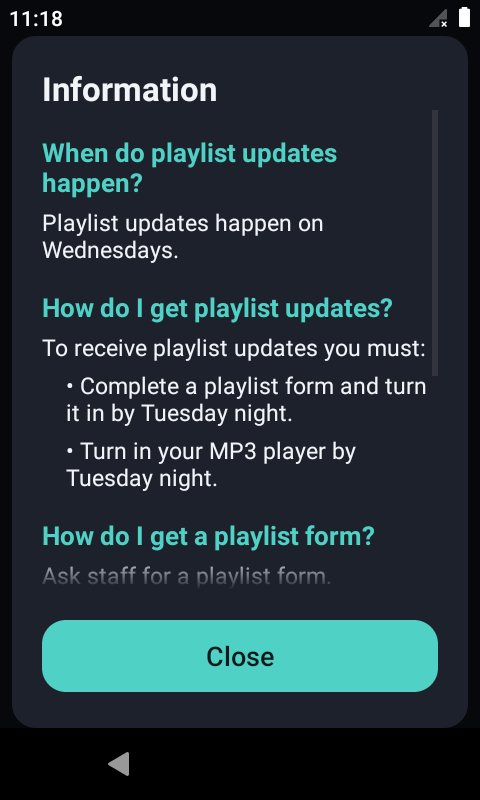 11:18
Information
When do playlist updates
happen?
Playlist updates happen on
Wednesdays.
How do I get playlist updates?
To receive playlist updates you must:
• Complete a playlist form and turn
it in by Tuesday night.
• Turn in your MP3 player by
Tuesday night.
How do I get a playlist form?
Ask staff for a playlist form.
Close